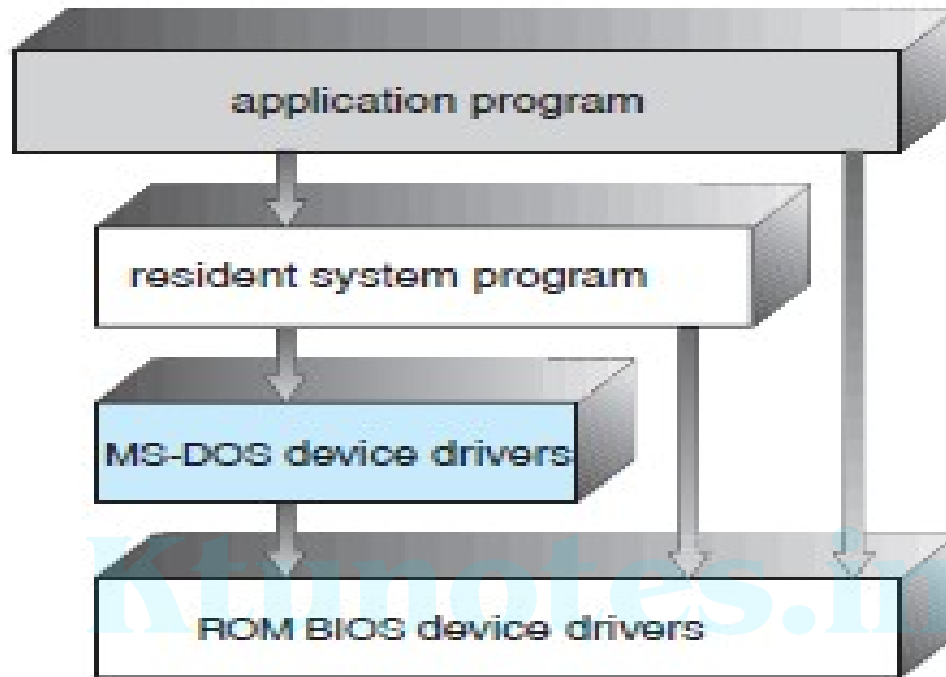 application program
resident system program
MS-DOS device drivers
Ktunotes.in
ROM BIOS device drivers